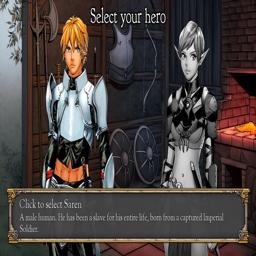 Select your hero
Click to select Saren
A male human. He has been a slave for his entire life, born from a captured Imperial
Soldier.